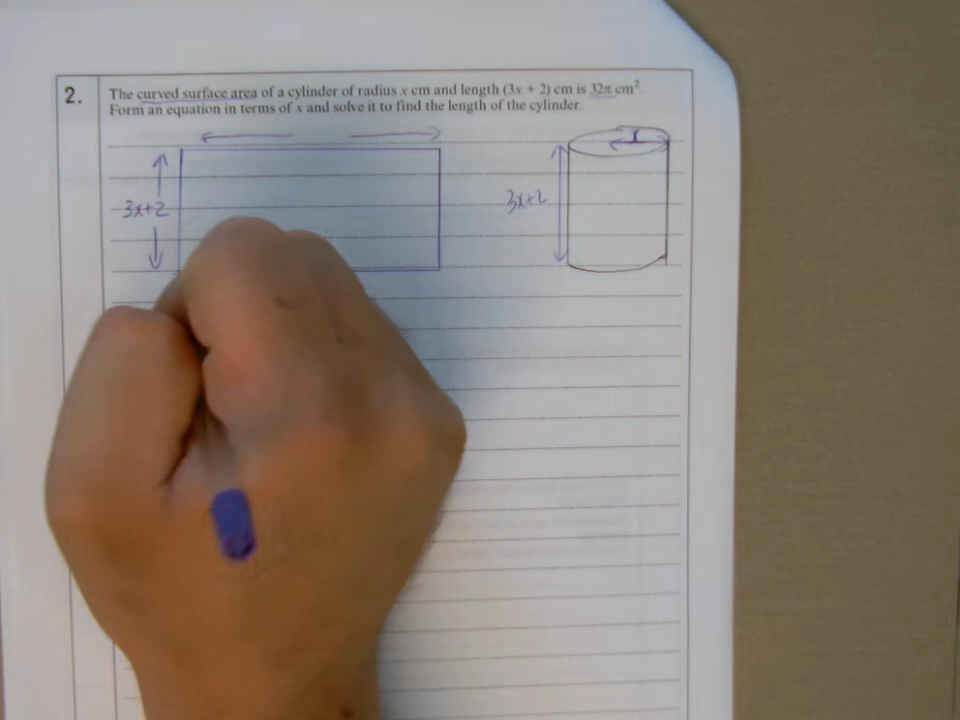 2.
The curved surface area of a cylinder of radius x cm and length (3x + 2) cm is 32π cm².
Form an equation in terms of x and solve it to find the length of the cylinder.
x
3x+2
3x+2